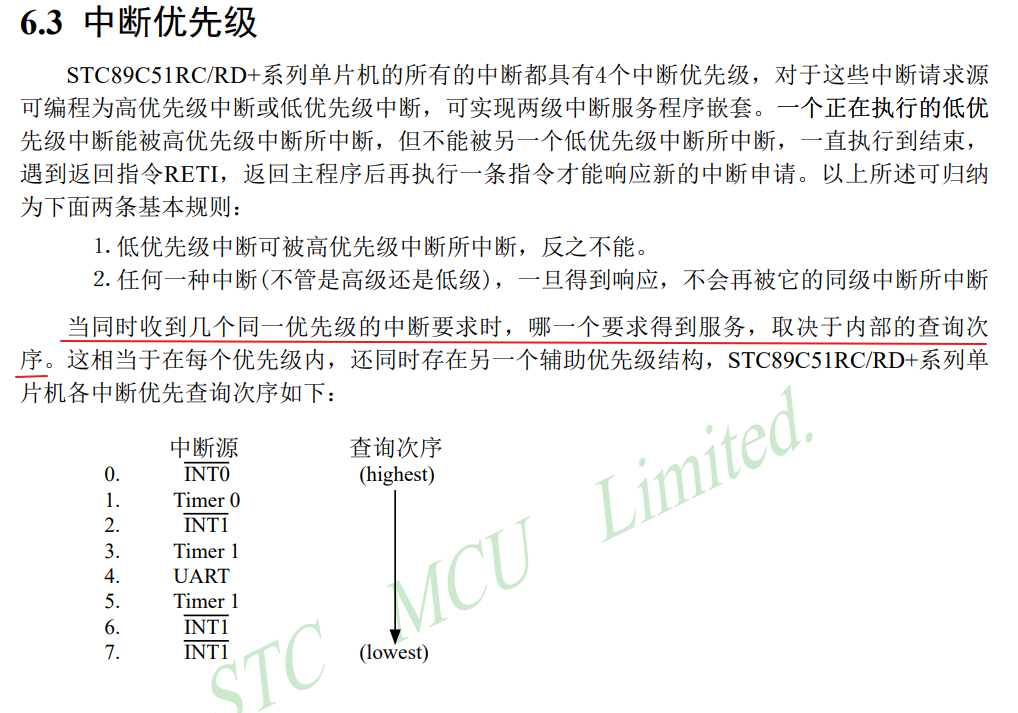 6.3 中断优先级
STC89C51RC/RD+系列单片机的所有的中断都具有4个中断优先级，对于这些中断请求源
可编程为高优先级中断或低优先级中断，可实现两级中断服务程序嵌套。一个正在执行的低优
先级中断能被高优先级中断所中断，但不能被另一个低优先级中断所中断，一直执行到结束，
遇到返回指令RETI，返回主程序后再执行一条指令才能响应新的中断申请。以上所述可归纳
为下面两条基本规则：
1. 低优先级中断可被高优先级中断所中断，反之不能。
2. 任何一种中断(不管是高级还是低级)，一旦得到响应，不会再被它的同级中断所中断
当同时收到几个同一优先级的中断要求时，哪一个要求得到服务，取决于内部的查询次
序。这相当于在每个优先级内，还同时存在另一个辅助优先级结构，STC89C51RC/RD+系列单
片机各中断优先查询次序如下：
中断源 查询次序
0. INT0 (highest)
1. Timer 0
2. INT1
3. Timer 1
4. UART
5. Timer 1
6. INT1
7. INT1 (lowest)
STC MCU Limited.